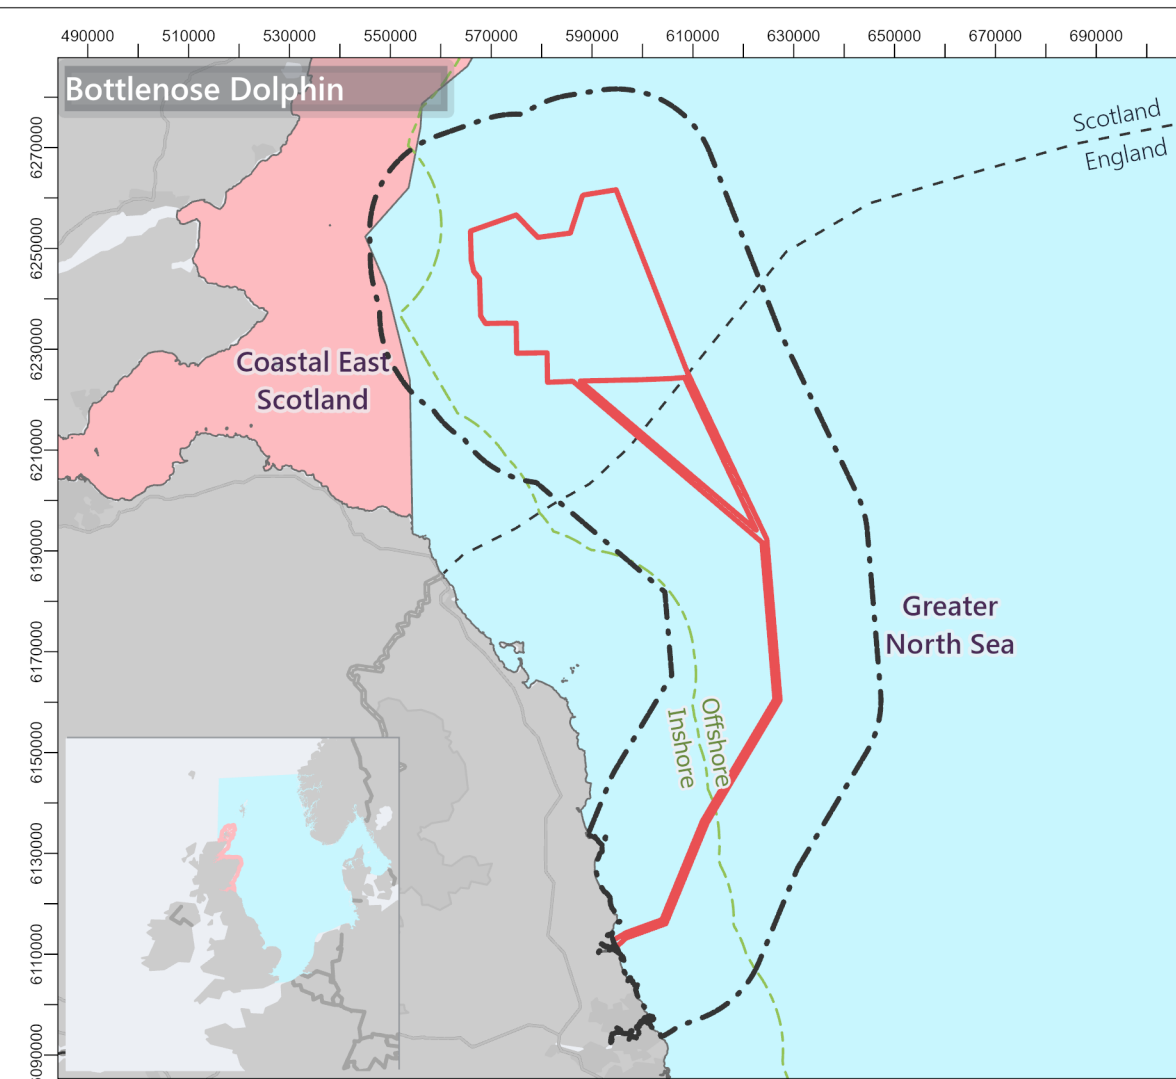 490000 510000 530000 550000 570000 590000 610000 630000 650000 670000 690000
Bottlenose Dolphin
Scotland
England
6270000
6250000
6230000
6210000
6190000
6170000
6150000
6130000
6110000
6090000
Coastal East
Scotland
Greater
North Sea
Offshore
Inshore